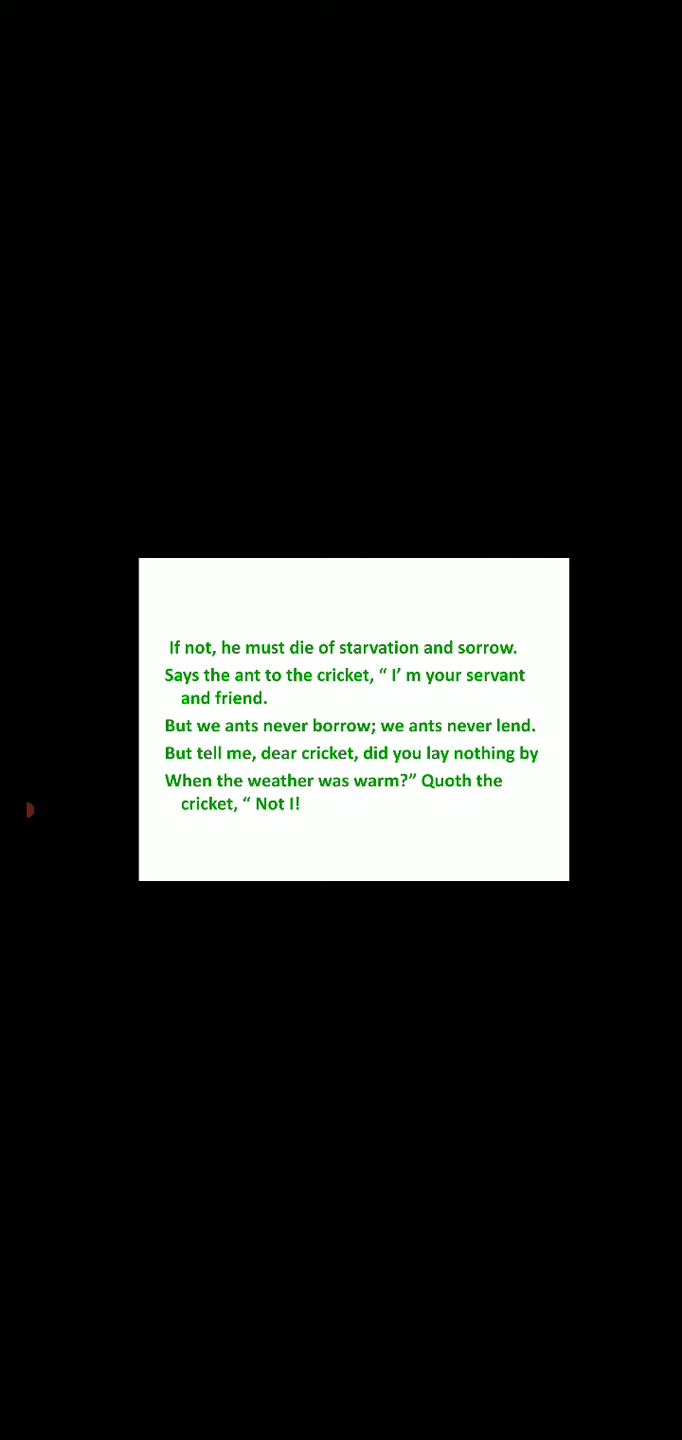 If not, he must die of starvation and sorrow.
Says the ant to the cricket, “ I’ m your servant
and friend.
But we ants never borrow; we ants never lend.
But tell me, dear cricket, did you lay nothing by
When the weather was warm?” Quoth the
cricket, “ Not I!